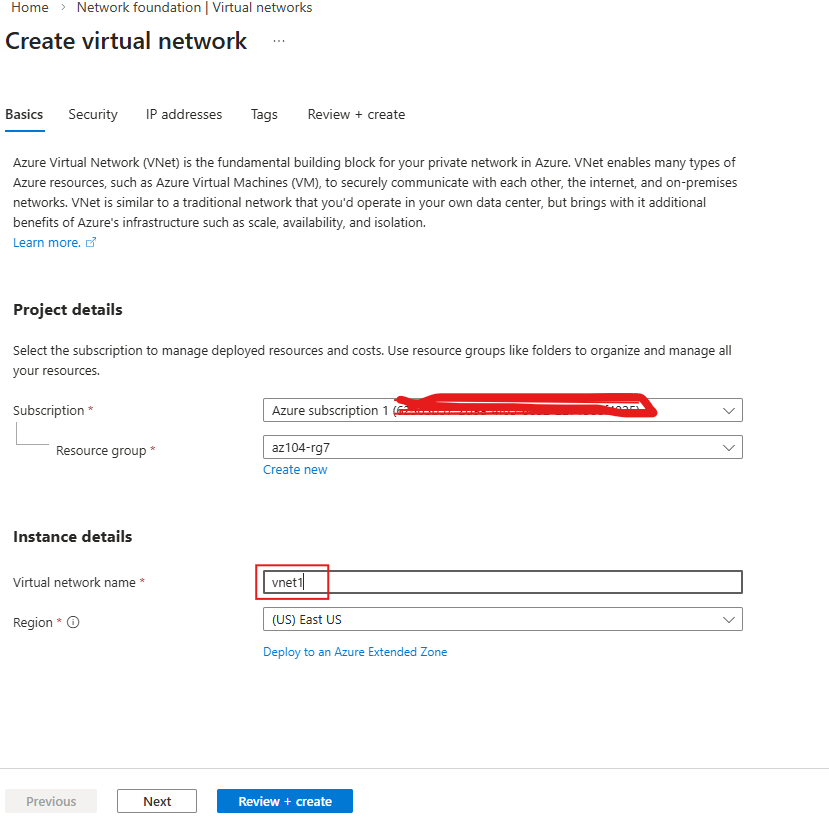 Home > Network foundation | Virtual networks
Create virtual network ...
Basics Security IP addresses Tags Review + create
Azure Virtual Network (VNet) is the fundamental building block for your private network in Azure. VNet enables many types of
Azure resources, such as Azure Virtual Machines (VM), to securely communicate with each other, the internet, and on-premises
networks. VNet is similar to a traditional network that you'd operate in your own data center, but brings with it additional
benefits of Azure's infrastructure such as scale, availability, and isolation.
Learn more.
Project details
Select the subscription to manage deployed resources and costs. Use resource groups like folders to organize and manage all
your resources.
Subscription * Azure subscription 1
Resource group * az104-rg7
Create new
Instance details
Virtual network name * vnet1
Region * (US) East US
Deploy to an Azure Extended Zone
Previous Next Review + create